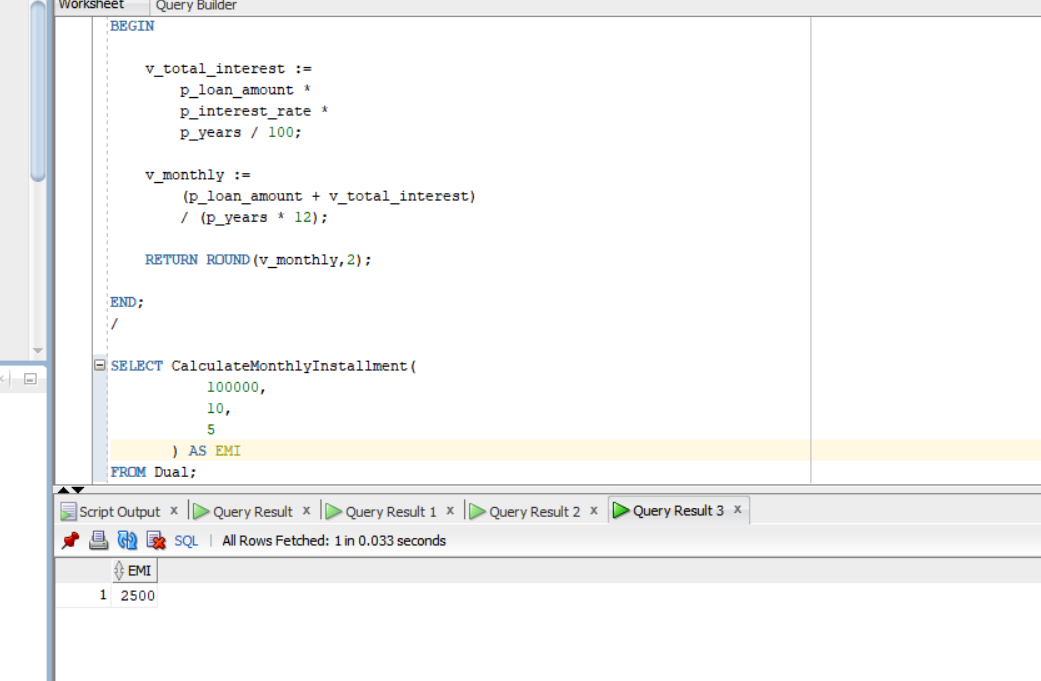 Worksheet Query Builder
BEGIN
v_total_interest :=
p_loan_amount *
p_interest_rate *
p_years / 100;
v_monthly :=
(p_loan_amount + v_total_interest)
/ (p_years * 12);
RETURN ROUND(v_monthly,2);
END;
/
SELECT CalculateMonthlyInstallment(
100000,
10,
5
) AS EMI
FROM Dual;
Script Output x Query Result x Query Result 1 x Query Result 2 x Query Result 3 x
SQL | All Rows Fetched: 1 in 0.033 seconds
EMI
1 2500